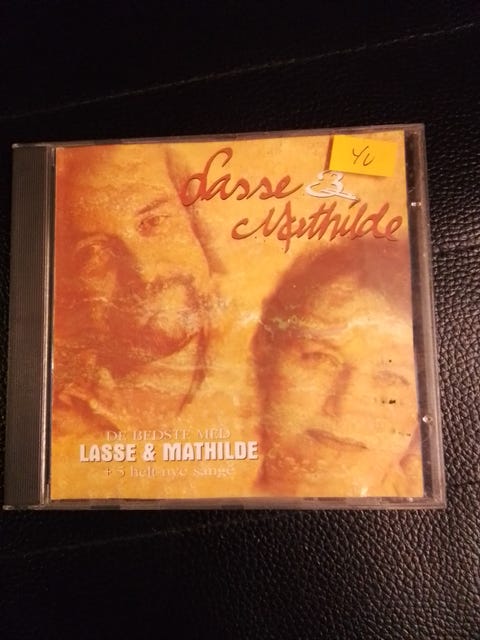 Lasse &
Mathilde
40
DE BEDSTE MED
LASSE & MATHILDE
+ 5 helt nye sange